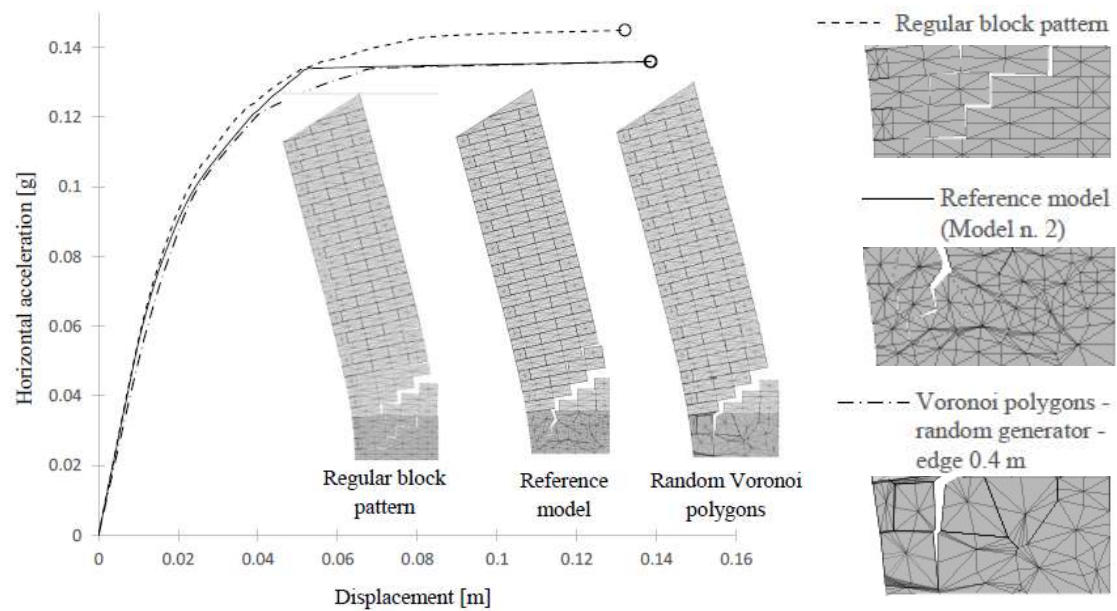 Horizontal acceleration [g]
0.14
0.12
0.1
0.08
0.06
0.04
0.02
0
0
0.02
0.04
0.06
0.08
0.1
0.12
0.14
0.16
Displacement [m]
Regular block
pattern
Reference
model
Random Voronoi
polygons
Regular block pattern
Reference model
(Model n. 2)
Voronoi polygons -
random generator -
edge 0.4 m